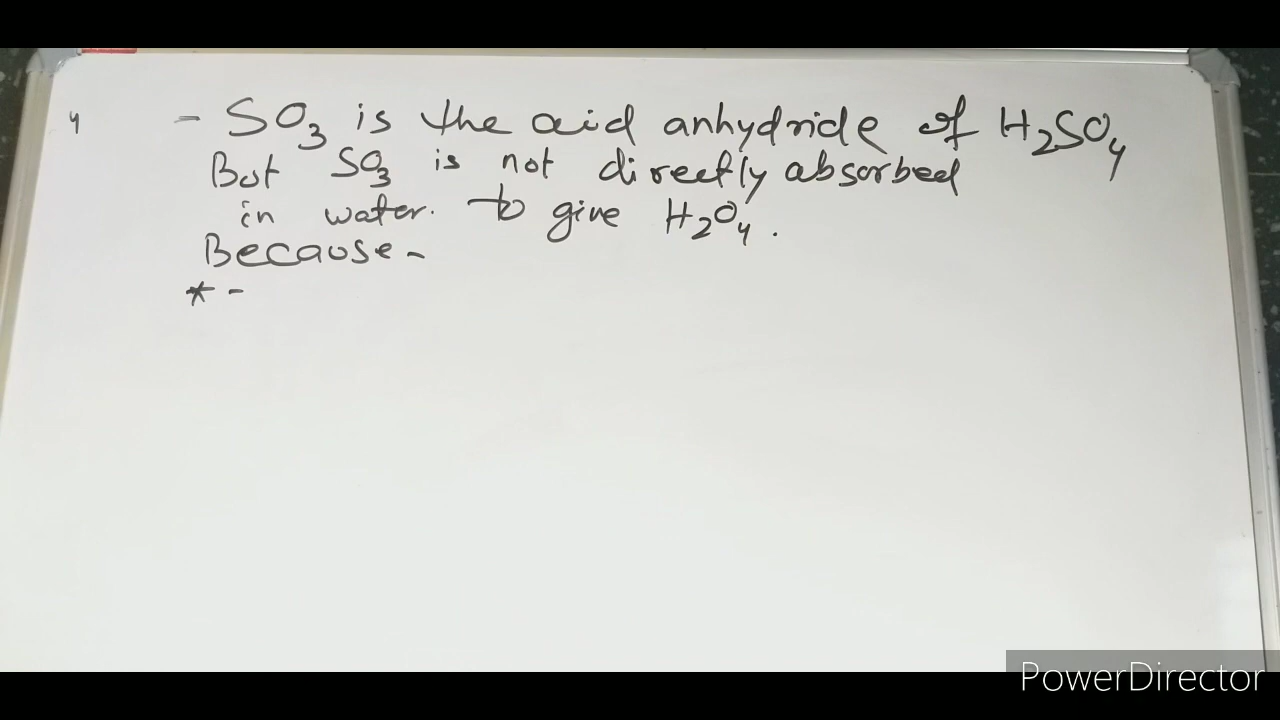 4 - SO₃ is the acid anhydride of H₂SO₄
But SO₃ is not directly absorbed
in water. to give H₂O₄.
Because -
* -
PowerDirector